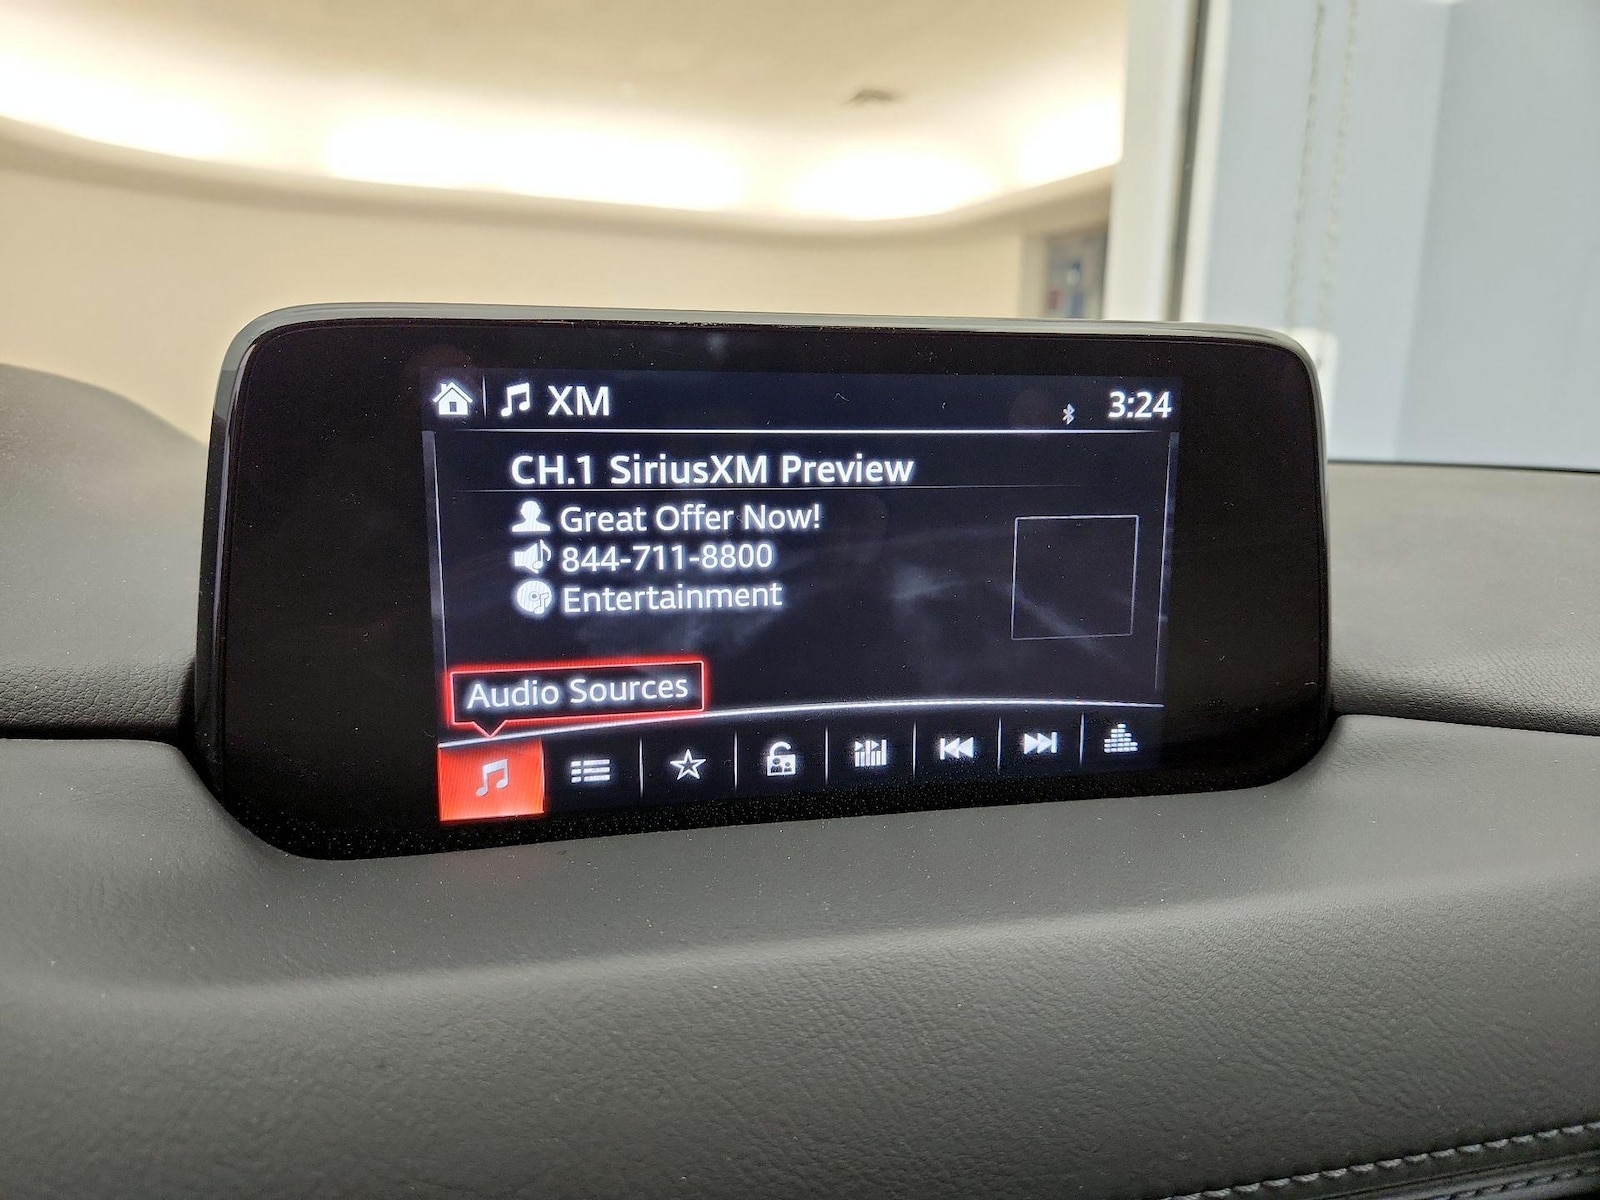 XM
3:24
CH.1 SiriusXM Preview
Great Offer Now!
844-711-8800
Entertainment
Audio Sources